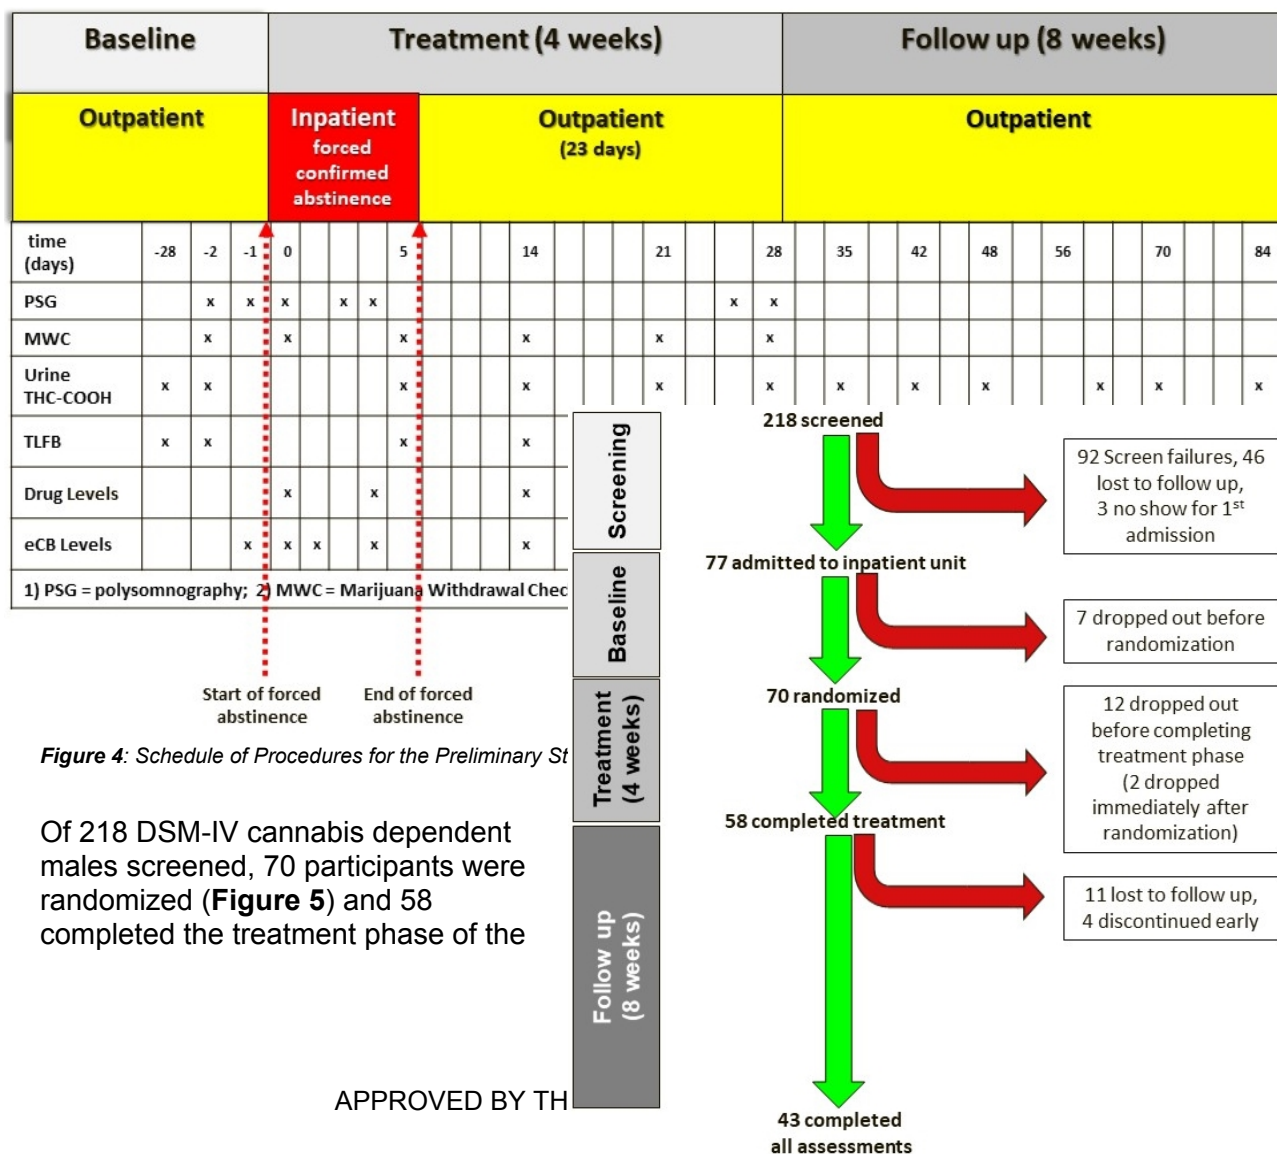 Baseline Treatment (4 weeks) Follow up (8 weeks)
Outpatient
Inpatient
forced
confirmed
abstinence
Outpatient
(23 days)
Outpatient
time
(days) -28 -2 -1 0 5 14 21 28 35 42 48 56 70 84
PSG x x x x x x x
MWC x x x x x x
Urine
THC-COOH x x x x x x x x x x x x
TLFB x x x x
Drug Levels x x x
eCB Levels x x x x x
1) PSG = polysomnography; 2) MWC = Marijuana Withdrawal Chec
Start of forced
abstinence
End of forced
abstinence
Figure 4: Schedule of Procedures for the Preliminary St
Of 218 DSM-IV cannabis dependent
males screened, 70 participants were
randomized (Figure 5) and 58
completed the treatment phase of the
APPROVED BY TH
Screening
Baseline
Treatment
(4 weeks)
Follow up
(8 weeks)
218 screened
92 Screen failures, 46
lost to follow up,
3 no show for 1st
admission
77 admitted to inpatient unit
7 dropped out before
randomization
70 randomized
12 dropped out
before completing
treatment phase
(2 dropped
immediately after
randomization)
58 completed treatment
11 lost to follow up,
4 discontinued early
43 completed
all assessments